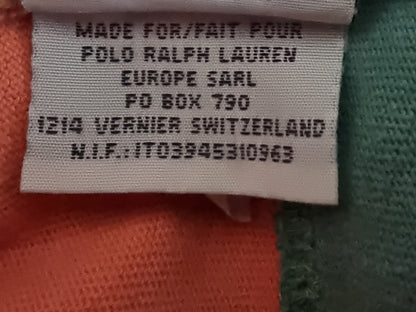 MADE FOR/FAIT POUR
POLO RALPH LAUREN
EUROPE SARL
PO BOX 790
1214 VERNIER SWITZERLAND
N.I.F.: IT03945310963